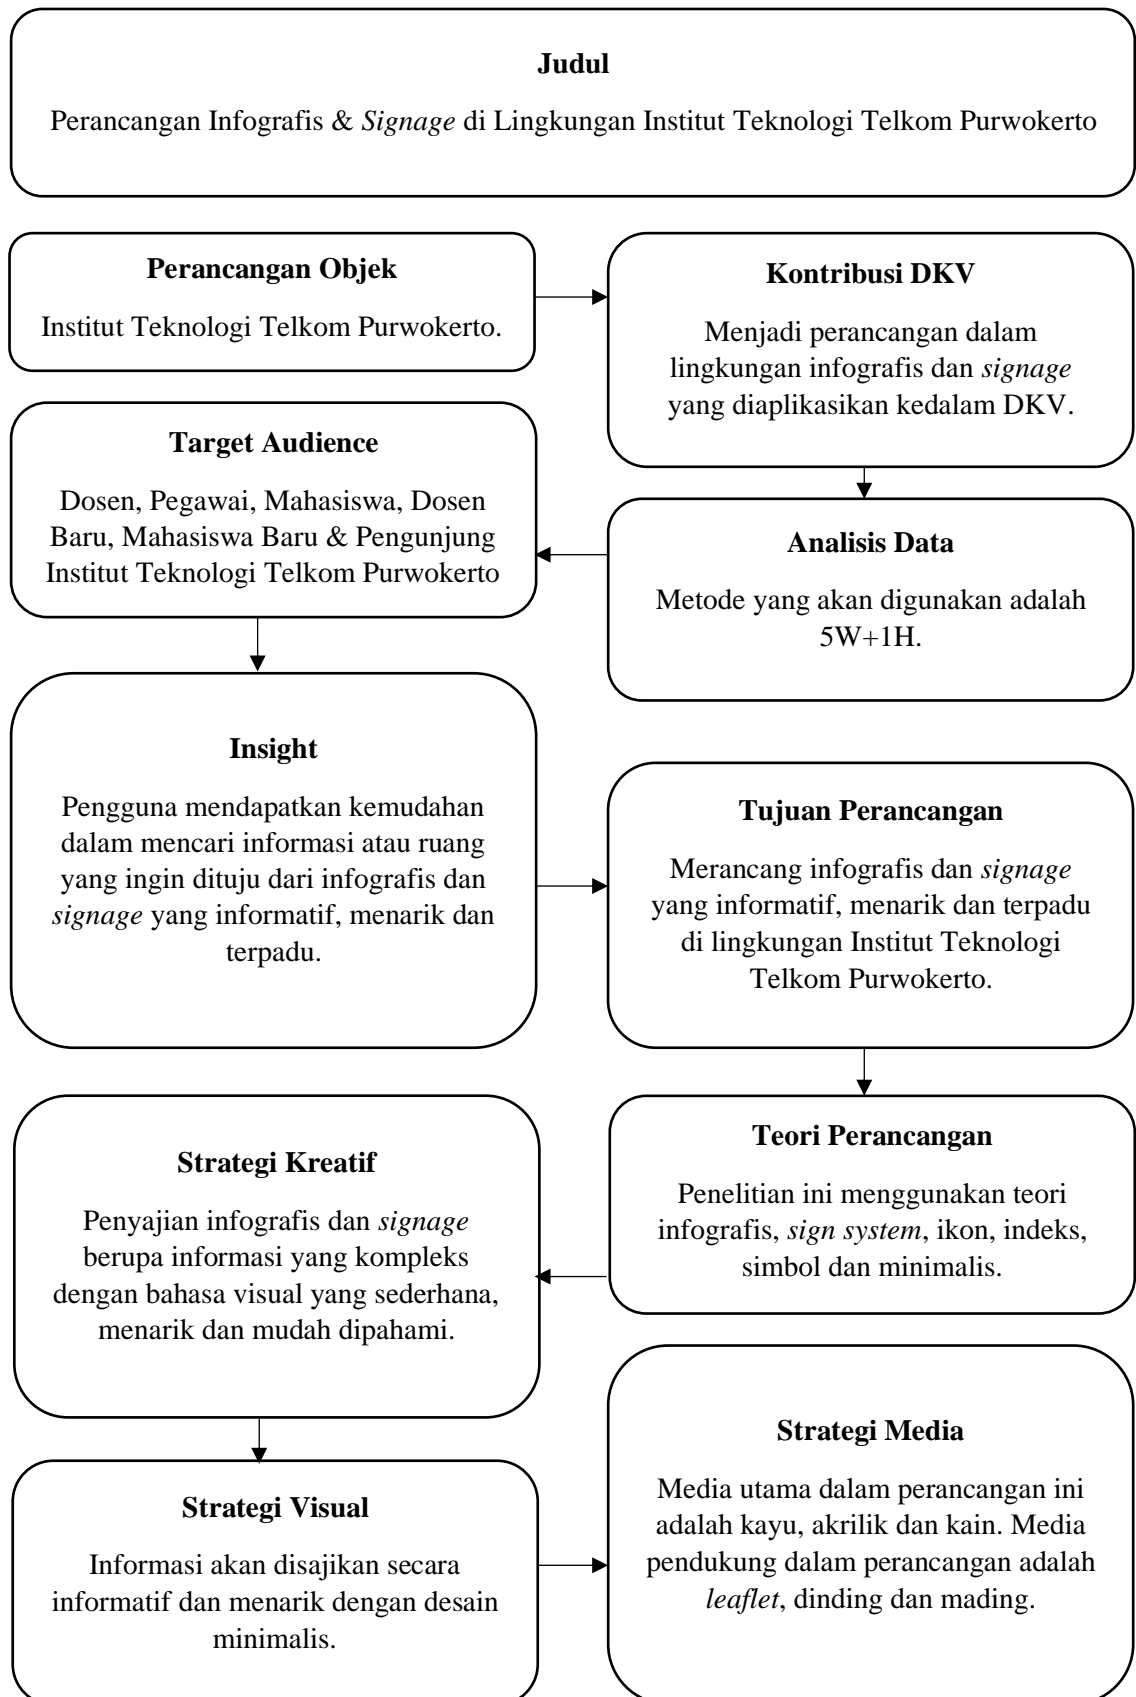 Judul
Perancangan Infografis & Signage di Lingkungan Institut Teknologi Telkom Purwokerto
Perancangan Objek
Institut Teknologi Telkom Purwokerto.
Kontribusi DKV
Menjadi perancangan dalam
lingkungan infografis dan signage
yang diaplikasikan kedalam DKV.
Analisis Data
Metode yang akan digunakan adalah
5W+1H.
Target Audience
Dosen, Pegawai, Mahasiswa, Dosen
Baru, Mahasiswa Baru & Pengunjung
Institut Teknologi Telkom Purwokerto
Insight
Pengguna mendapatkan kemudahan
dalam mencari informasi atau ruang
yang ingin dituju dari infografis dan
signage yang informatif, menarik dan
terpadu.
Tujuan Perancangan
Merancang infografis dan signage
yang informatif, menarik dan terpadu
di lingkungan Institut Teknologi
Telkom Purwokerto.
Teori Perancangan
Penelitian ini menggunakan teori
infografis, sign system, ikon, indeks,
simbol dan minimalis.
Strategi Kreatif
Penyajian infografis dan signage
berupa informasi yang kompleks
dengan bahasa visual yang sederhana,
menarik dan mudah dipahami.
Strategi Visual
Informasi akan disajikan secara
informatif dan menarik dengan desain
minimalis.
Strategi Media
Media utama dalam perancangan ini
adalah kayu, akrilik dan kain. Media
pendukung dalam perancangan adalah
leaflet, dinding dan mading.